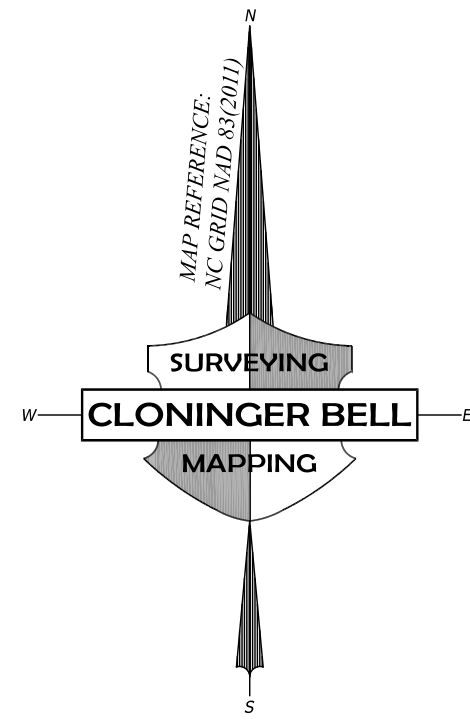 N
MAP REFERENCE:
NC GRID NAD 83(2011)
SURVEYING
W
CLONINGER BELL
E
MAPPING
S